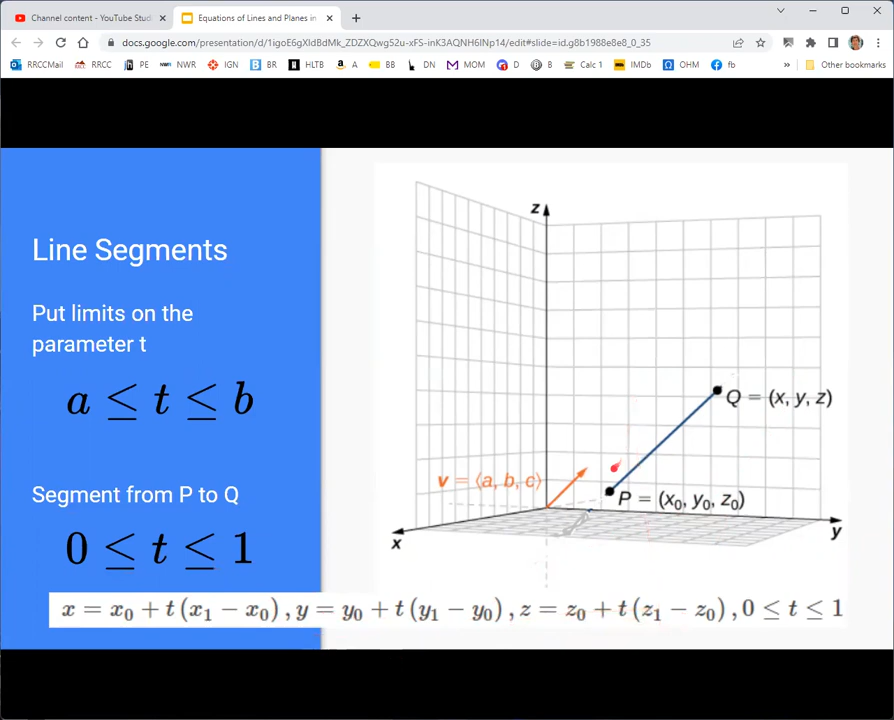 Channel content - YouTube Stud
Equations of Lines and Planes in
docs.google.com/presentation/d/1igoE6gXldBdMk_ZDZXQwg52u-xFS-inK3AQNH6INp14/edit#slide=id.g8b1988e8e8_0_35
RRCCMail RRCC PE NWR IGN BR HLTB A BB DN MOM D B Calc 1 IMDb OHM fb » Other bookmarks
Line Segments
Put limits on the
parameter t
a ≤ t ≤ b
Segment from P to Q
0 ≤ t ≤ 1
z
Q = (x, y, z)
v = ⟨a, b, c⟩
P = (x₀, y₀, z₀)
x
y
x = x₀ + t (x₁ − x₀) , y = y₀ + t (y₁ − y₀) , z = z₀ + t (z₁ − z₀) , 0 ≤ t ≤ 1